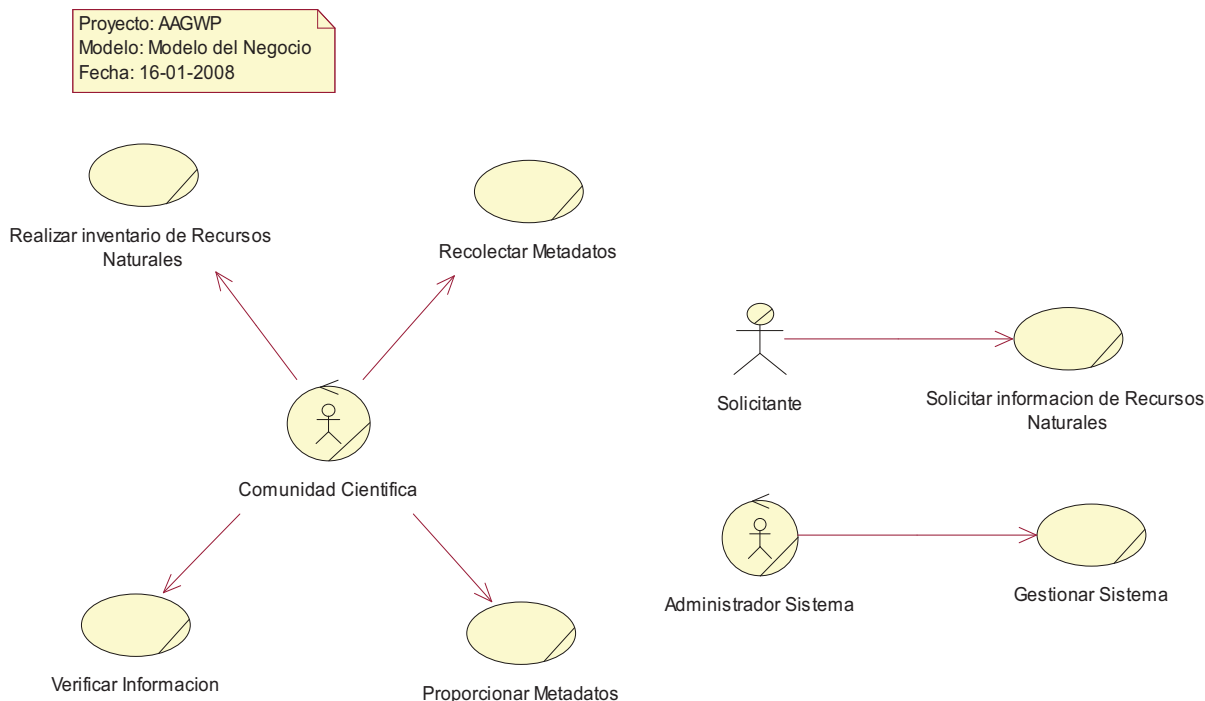 Proyecto: AAGWP
Modelo: Modelo del Negocio
Fecha: 16-01-2008
Realizar inventario de Recursos
Naturales
Recolectar Metadatos
Solicitante
Solicitar informacion de Recursos
Naturales
Comunidad Cientifica
Administrador Sistema
Gestionar Sistema
Verificar Informacion
Proporcionar Metadatos